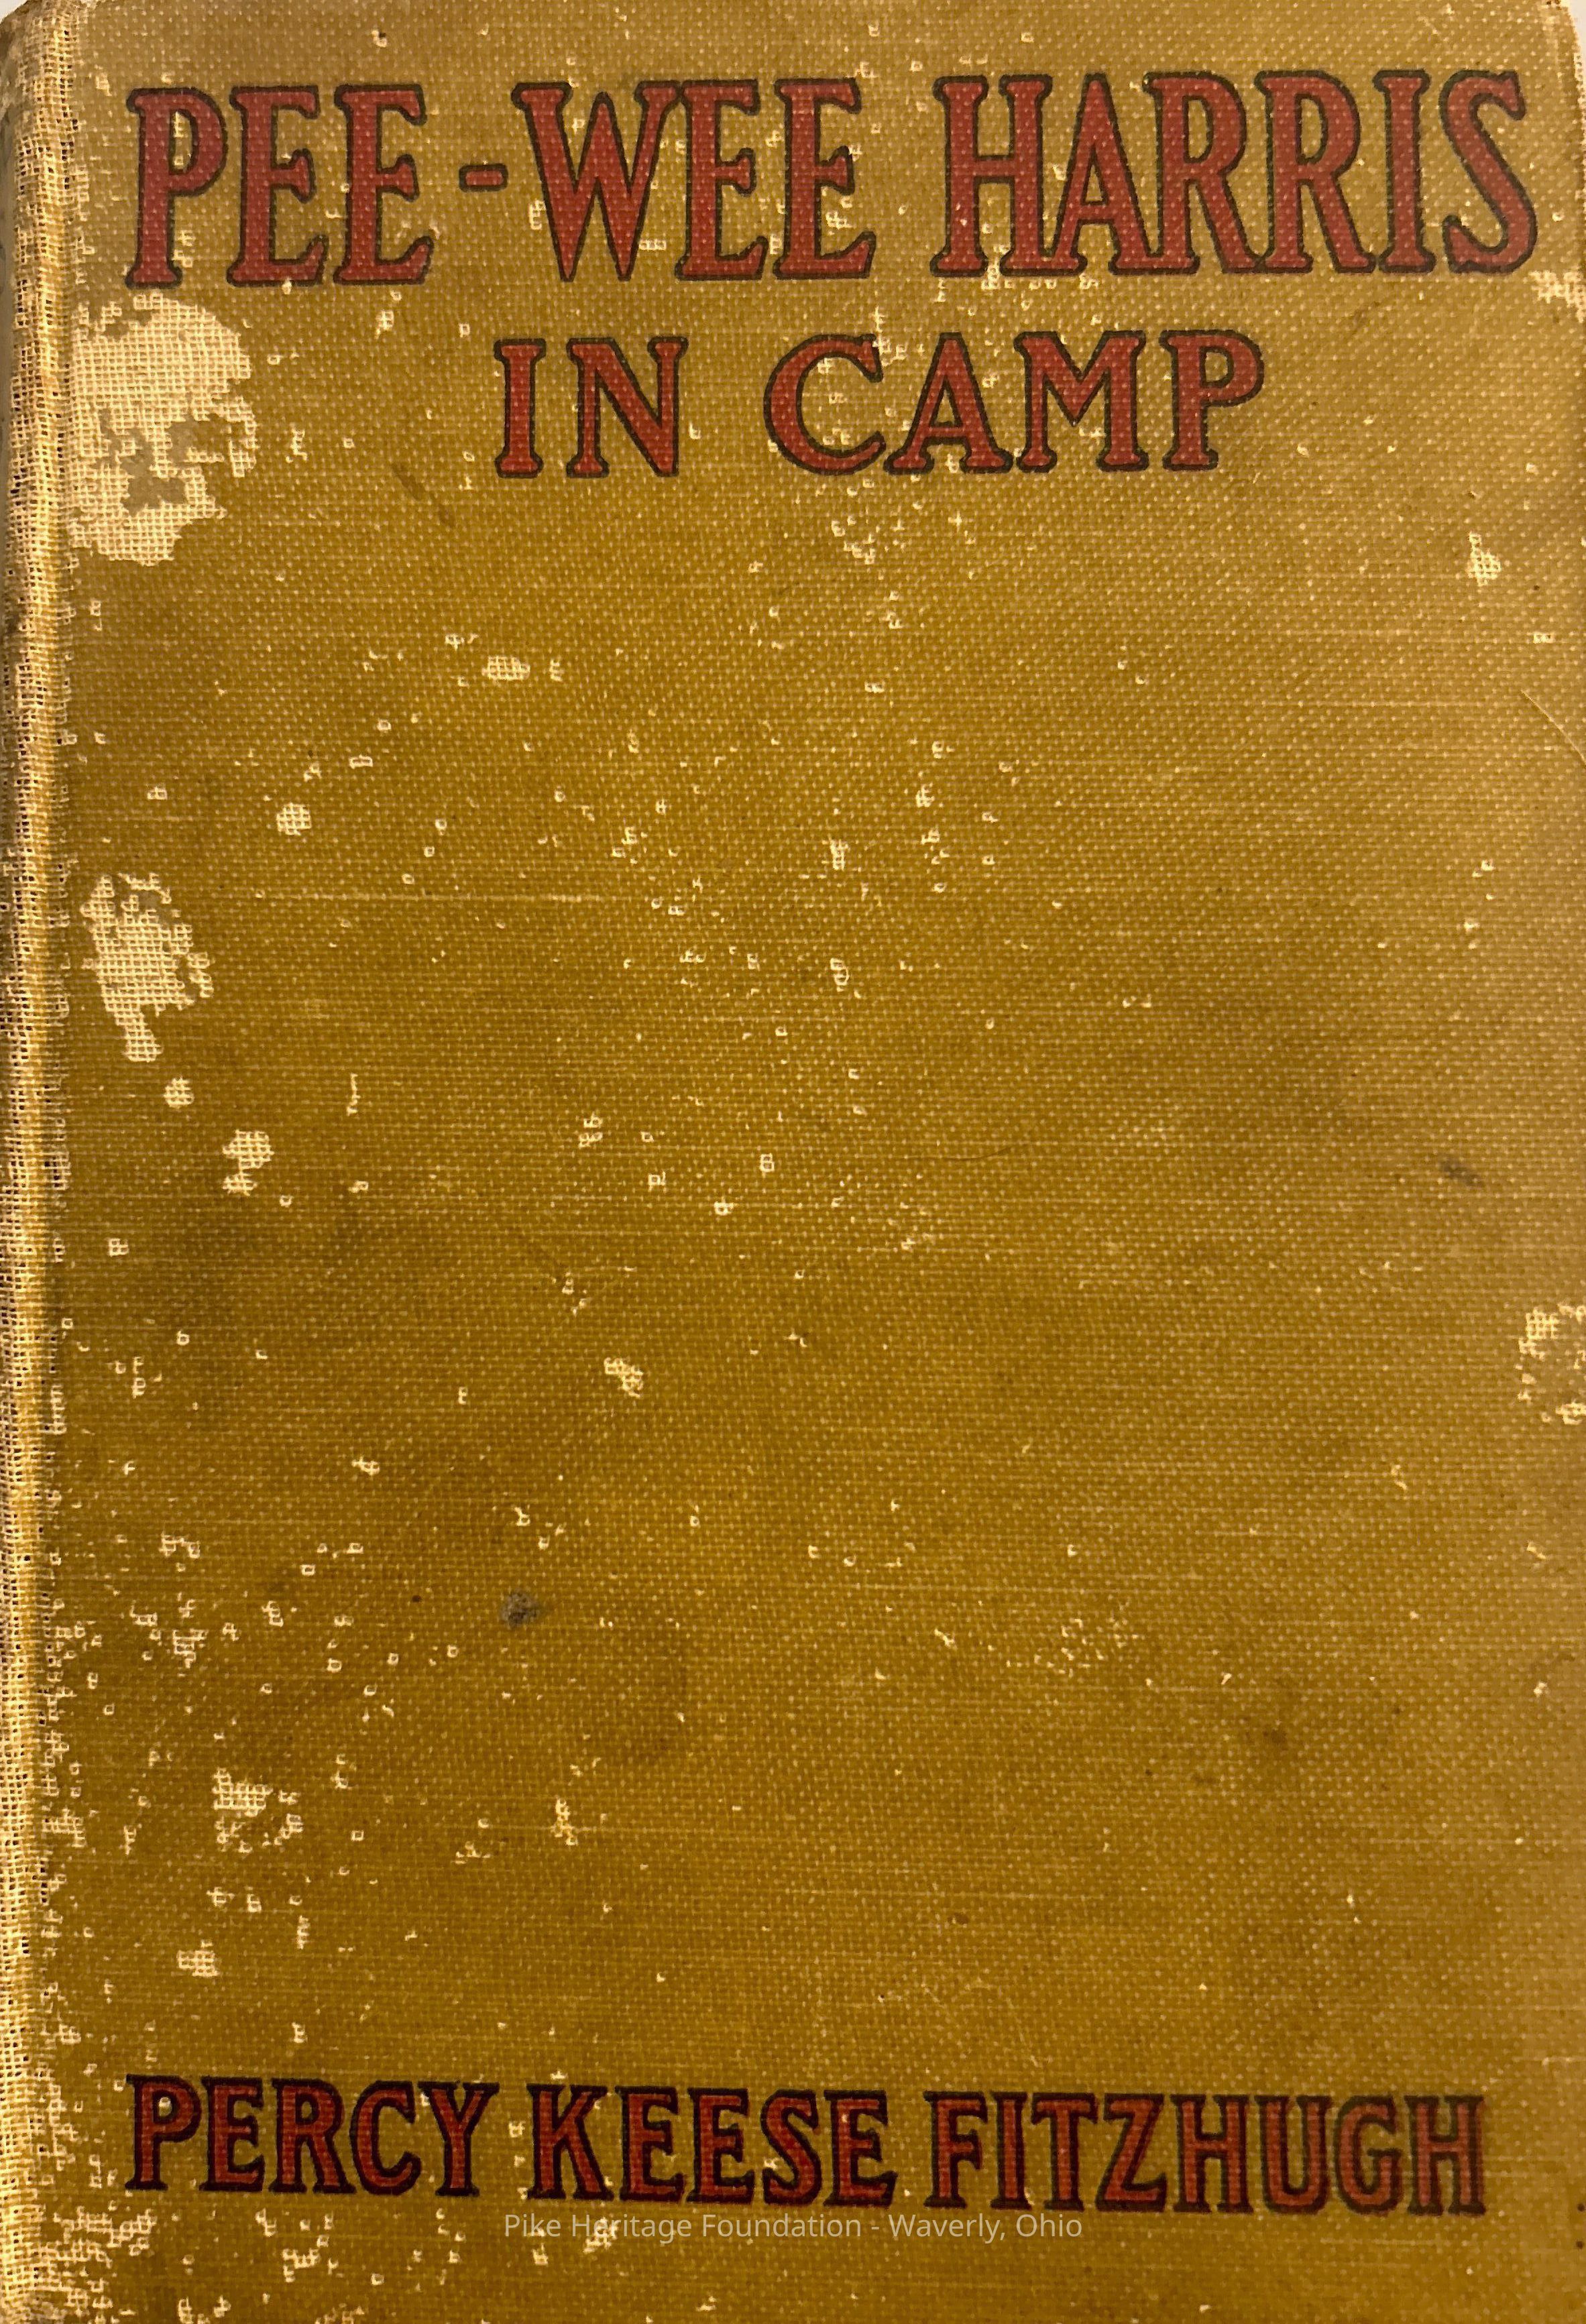 PEE-WEE HARRIS
IN CAMP
PERCY KEESE FITZHUGH
Pike Heritage Foundation - Waverly, Ohio